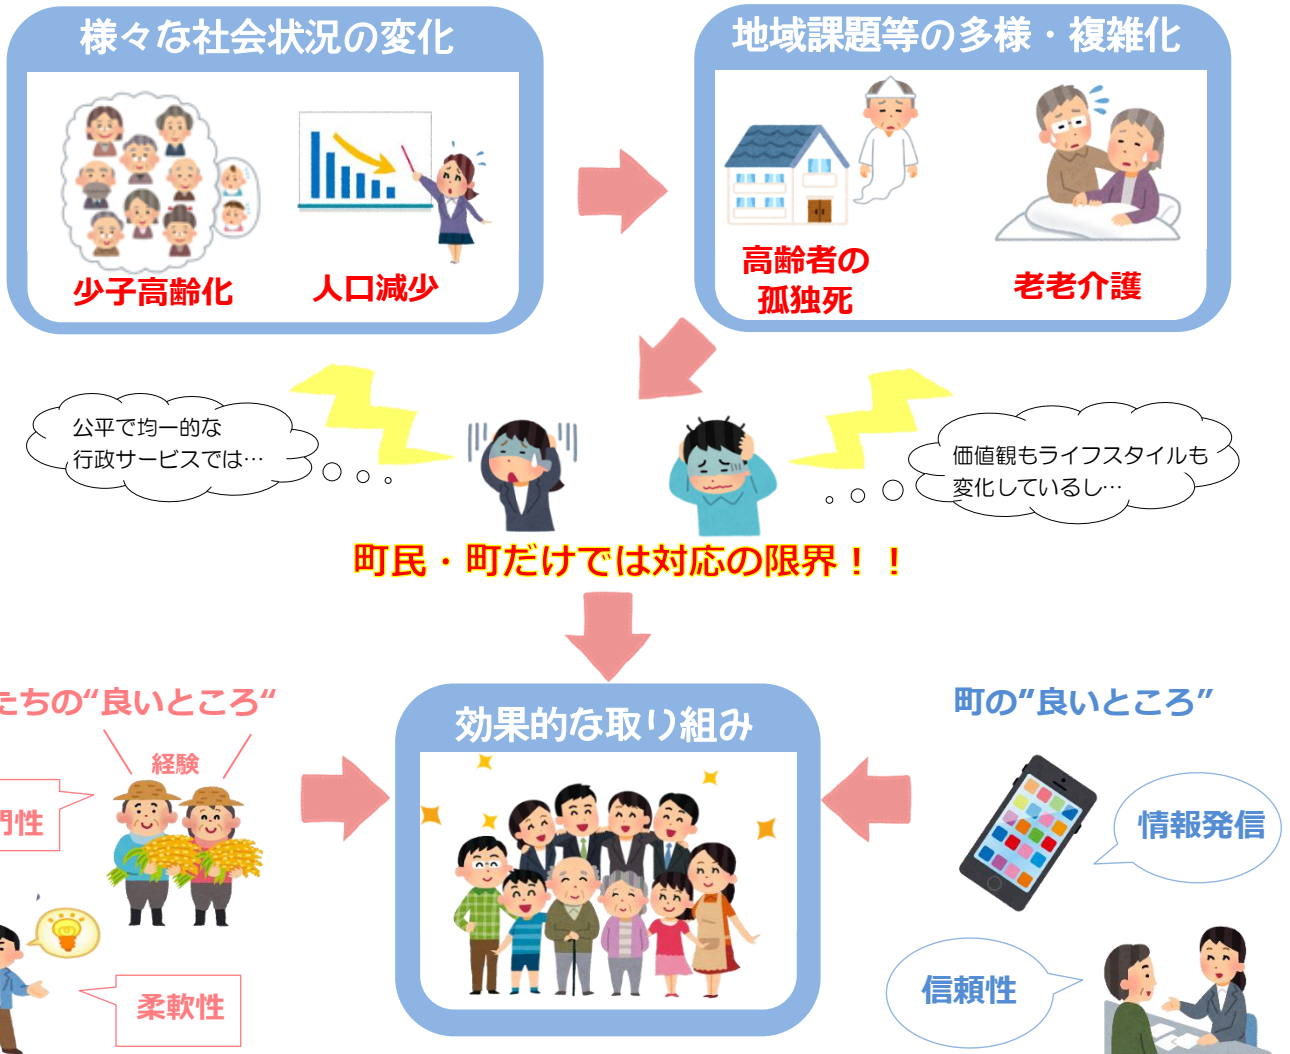 様々な社会状況の変化
地域課題等の多様・複雑化
少子高齢化
人口減少
高齢者の
孤独死
老老介護
公平で均一的な
行政サービスでは…
価値観もライフスタイルも
変化しているし…
町民・町だけでは対応の限界！！
たちの“良いところ“
経験
門性
柔軟性
効果的な取り組み
町の”良いところ”
情報発信
信頼性